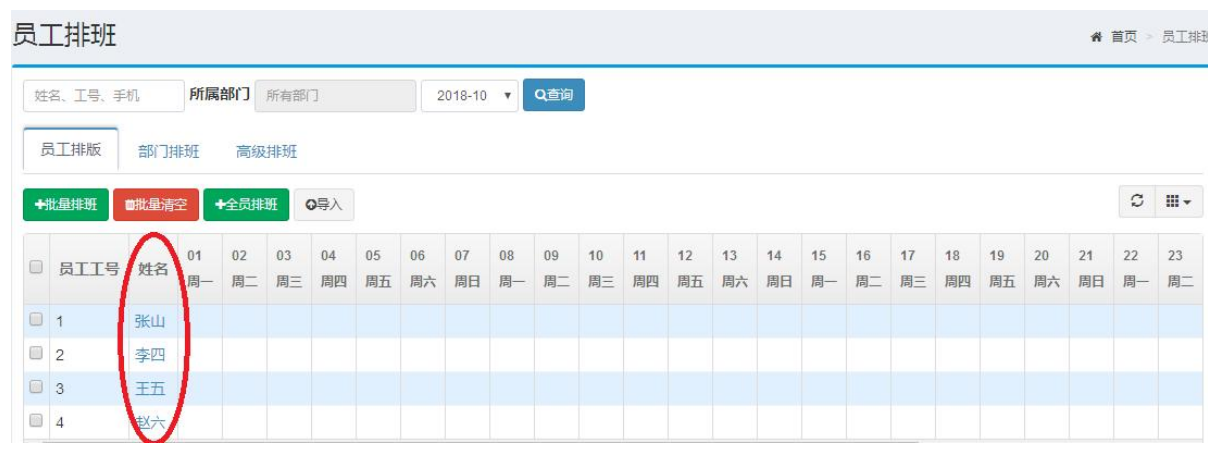 员工排班
首页 > 员工排班
姓名、工号、手机 所属部门 所有部门 2018-10 查询
员工排版 部门排班 高级排班
批量排班 批量清空 全员排班 导入
员工工号 姓名 01 02 03 04 05 06 07 08 09 10 11 12 13 14 15 16 17 18 19 20 21 22 23
周一 周二 周三 周四 周五 周六 周日 周一 周二 周三 周四 周五 周六 周日 周一 周二 周三 周四 周五 周六 周日 周一 周二
1 张山
2 李四
3 王五
4 赵六